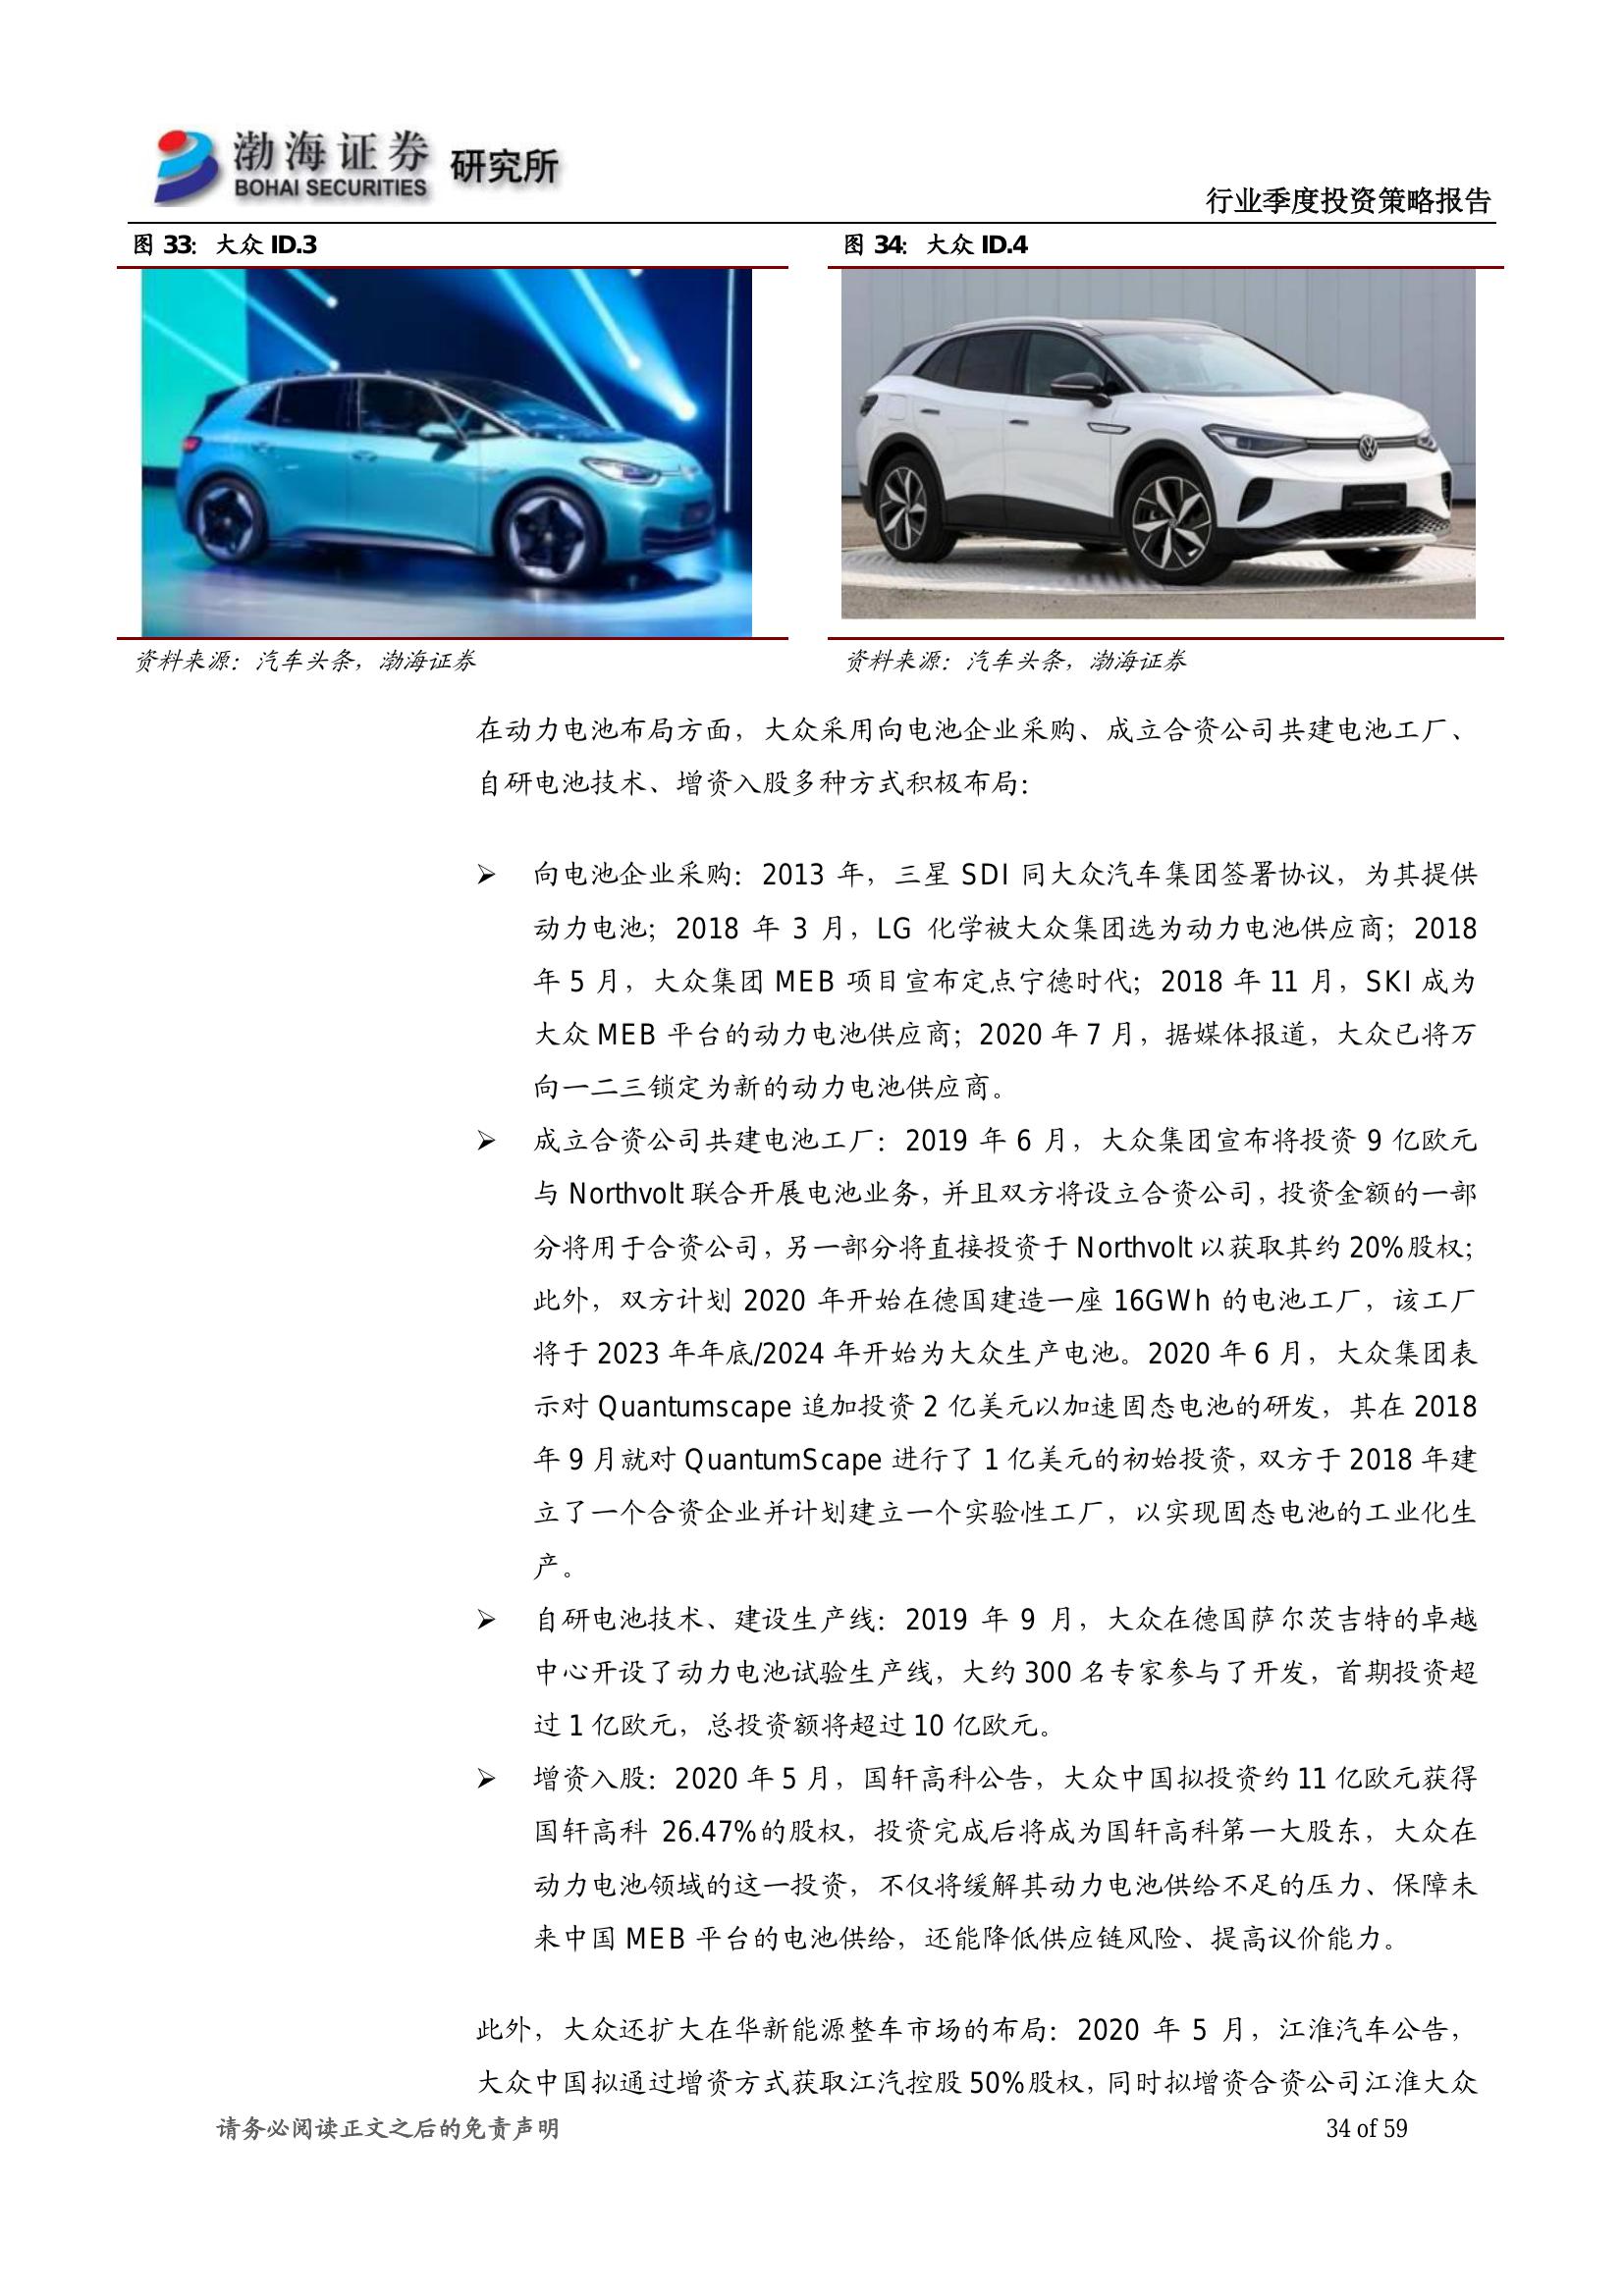 渤海证券 研究所
BOHAI SECURITIES
行业季度投资策略报告
图 33：大众 ID.3
图 34：大众 ID.4
资料来源：汽车头条，渤海证券
资料来源：汽车头条，渤海证券
在动力电池布局方面，大众采用向电池企业采购、成立合资公司共建电池工厂、
自研电池技术、增资入股多种方式积极布局：
➢ 向电池企业采购：2013 年，三星 SDI 同大众汽车集团签署协议，为其提供
动力电池；2018 年 3 月，LG 化学被大众集团选为动力电池供应商；2018
年 5 月，大众集团 MEB 项目宣布定点宁德时代；2018 年 11 月，SKI 成为
大众 MEB 平台的动力电池供应商；2020 年 7 月，据媒体报道，大众已将万
向一二三锁定为新的动力电池供应商。
➢ 成立合资公司共建电池工厂：2019 年 6 月，大众集团宣布将投资 9 亿欧元
与 Northvolt 联合开展电池业务，并且双方将设立合资公司，投资金额的一部
分将用于合资公司，另一部分将直接投资于 Northvolt 以获取其约 20%股权；
此外，双方计划 2020 年开始在德国建造一座 16GWh 的电池工厂，该工厂
将于 2023 年年底/2024 年开始为大众生产电池。2020 年 6 月，大众集团表
示对 Quantumscape 追加投资 2 亿美元以加速固态电池的研发，其在 2018
年 9 月就对 QuantumScape 进行了 1 亿美元的初始投资，双方于 2018 年建
立了一个合资企业并计划建立一个实验性工厂，以实现固态电池的工业化生
产。
➢ 自研电池技术、建设生产线：2019 年 9 月，大众在德国萨尔茨吉特的卓越
中心开设了动力电池试验生产线，大约 300 名专家参与了开发，首期投资超
过 1 亿欧元，总投资额将超过 10 亿欧元。
➢ 增资入股：2020 年 5 月，国轩高科公告，大众中国拟投资约 11 亿欧元获得
国轩高科 26.47%的股权，投资完成后将成为国轩高科第一大股东，大众在
动力电池领域的这一投资，不仅将缓解其动力电池供给不足的压力、保障未
来中国 MEB 平台的电池供给，还能降低供应链风险、提高议价能力。
此外，大众还扩大在华新能源整车市场的布局：2020 年 5 月，江淮汽车公告，
大众中国拟通过增资方式获取江汽控股 50%股权，同时拟增资合资公司江淮大众
请务必阅读正文之后的免责声明
34 of 59